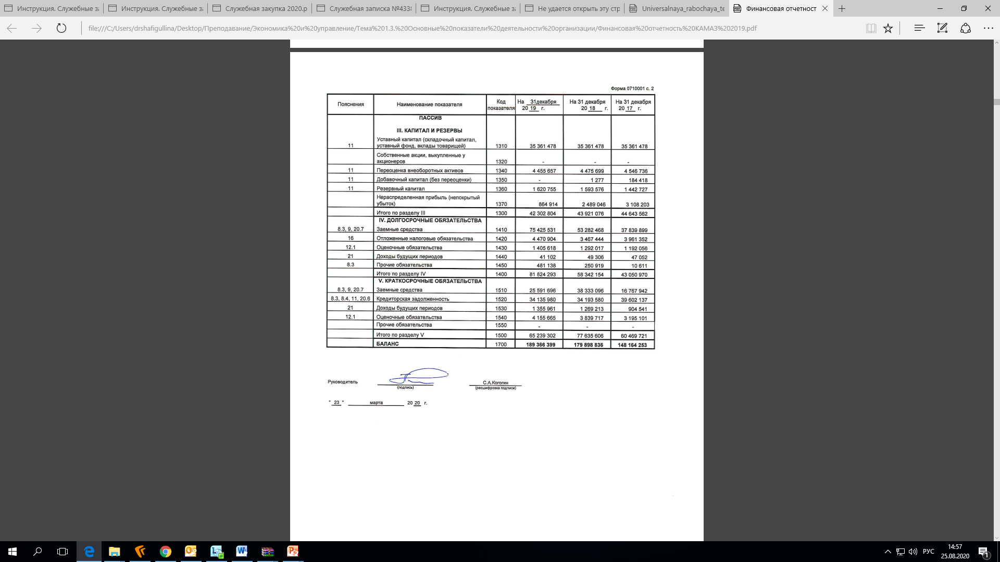 Инструкция. Служебные за
Инструкция. Служебные за
Служебная закупка 2020.р
Служебная записка №433
Инструкция. Служебные за
Не удается открыть эту стр
Universalnaya_rabochaya_te
Финансовая отчетност
file:///C:/Users/drshafigullina/Desktop/Преподавание/Экономика%20и%20управление/Тема%201.3.%20Основные%20показатели%20деятельности%20организации/Финансовая%20отчетность%20КАМАЗ%202019.pdf
Форма 0710001 с. 2
Пояснения Наименование показателя Код показателя На 31декабря 20 19 г. На 31 декабря 20 18 г. На 31 декабря 20 17 г.
ПАССИВ
III. КАПИТАЛ И РЕЗЕРВЫ
Уставный капитал (складочный капитал,
11 уставный фонд, вклады товарищей) 1310 35 361 478 35 361 478 35 361 478
Собственные акции, выкупленные у
акционеров 1320 - - -
11 Переоценка внеоборотных активов 1340 4 455 657 4 475 699 4 546 736
11 Добавочный капитал (без переоценки) 1350 - 1 277 184 418
11 Резервный капитал 1360 1 620 755 1 593 576 1 442 727
Нераспределенная прибыль (непокрытый
убыток) 1370 864 914 2 489 046 3 108 203
Итого по разделу III 1300 42 302 804 43 921 076 44 643 562
IV. ДОЛГОСРОЧНЫЕ ОБЯЗАТЕЛЬСТВА
8.3, 9, 20.7 Заемные средства 1410 75 425 531 53 282 468 37 839 899
16 Отложенные налоговые обязательства 1420 4 470 904 3 467 444 3 961 352
12.1 Оценочные обязательства 1430 1 405 618 1 292 017 1 192 056
21 Доходы будущих периодов 1440 41 102 49 306 47 052
8.3 Прочие обязательства 1450 481 138 250 919 10 611
Итого по разделу IV 1400 81 824 293 58 342 154 43 050 970
V. КРАТКОСРОЧНЫЕ ОБЯЗАТЕЛЬСТВА
8.3, 9, 20.7 Заемные средства 1510 25 591 696 38 333 096 16 767 942
8.3, 8.4, 11, 20.6 Кредиторская задолженность 1520 34 135 980 34 193 580 39 602 137
21 Доходы будущих периодов 1530 1 355 961 1 269 213 904 541
12.1 Оценочные обязательства 1540 4 155 665 3 839 717 3 195 101
Прочие обязательства 1550 - - -
Итого по разделу V 1500 65 239 302 77 635 606 60 469 721
БАЛАНС 1700 189 366 399 179 898 836 148 164 253
Руководитель С.А.Когогин
(подпись) (расшифровка подписи)
" 23 " марта 20 20 г.
РУС
14:57
25.08.2020
1